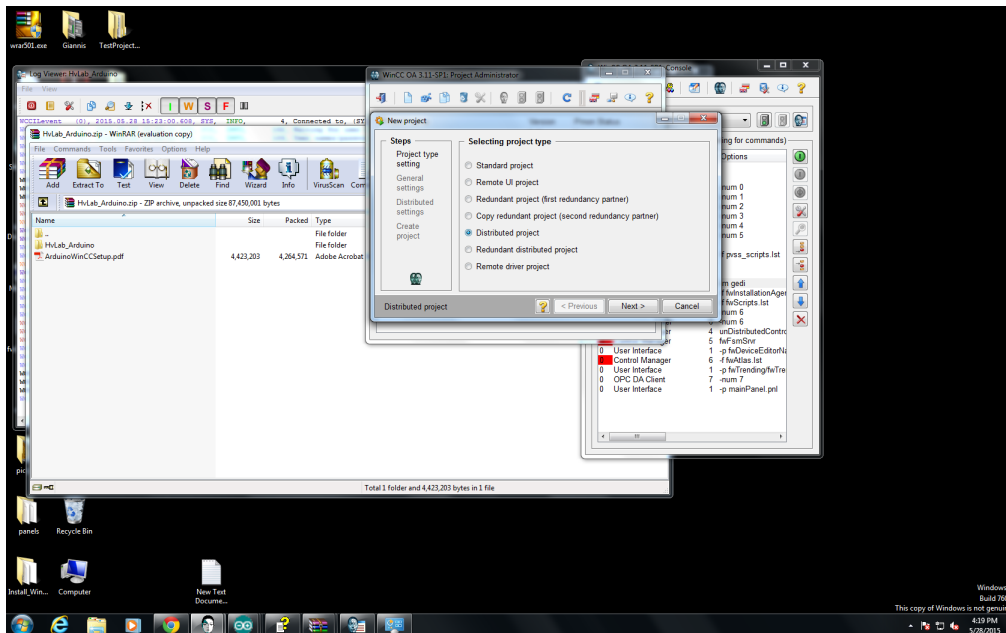 wrar501.exe
Giannis
TestProject...
Log Viewer: HvLab_Arduino
File View
I W S F
WCCILevent (0), 2015.05.28 15:23:00.608, SYS, INFO, 4, Connected to, (SY
HvLab_Arduino.zip - WinRAR (evaluation copy)
File Commands Tools Favorites Options Help
Add Extract To Test View Delete Find Wizard Info VirusScan
HvLab_Arduino.zip - ZIP archive, unpacked size 87,450,001 bytes
Name Size Packed Type
.. File folder
HvLab_Arduino File folder
ArduinoWinCCSetup.pdf 4,423,203 4,264,571 Adobe Acrobat
Total 1 folder and 4,423,203 bytes in 1 file
WinCC OA 3.11-SP1: Project Administrator
New project
Steps
Project type
setting
General
settings
Distributed
settings
Create
project
Selecting project type
Standard project
Remote UI project
Redundant project (first redundancy partner)
Copy redundant project (second redundancy partner)
Distributed project
Redundant distributed project
Remote driver project
Distributed project
< Previous Next > Cancel
Console
ing for commands)
Options
num 0
num 1
num 2
num 3
num 4
num 5
f pvss_scripts.lst
m gedi
f fwInstallationAger
f fwScripts.lst
num 6
num 6
4 unDistributedContro
5 fwFsmSrvr
0 User Interface 1 -p fwDeviceEditorNa
0 Control Manager 6 -f fwAtlas.lst
0 User Interface 1 -p fwTrending/fwTre
0 OPC DA Client 7 -num 7
0 User Interface 1 -p mainPanel.pnl
panels
Recycle Bin
Install_Win...
Computer
New Text
Docume...
Windows
Build 760
This copy of Windows is not genuin
4:19 PM
5/28/2015